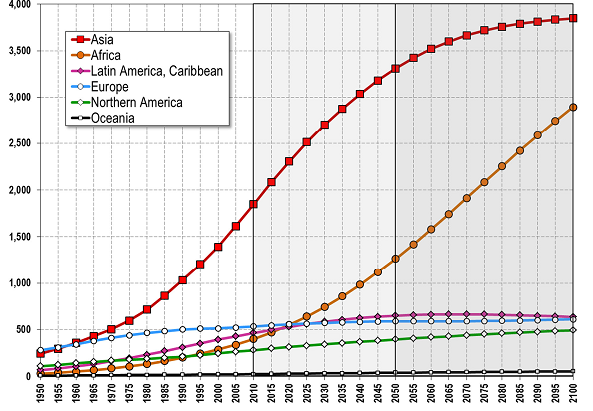 4,000
3,500
3,000
2,500
2,000
1,500
1,000
500
0
Asia
Africa
Latin America, Caribbean
Europe
Northern America
Oceania
1950 1955 1960 1965 1970 1975 1980 1985 1990 1995 2000 2005 2010 2015 2020 2025 2030 2035 2040 2045 2050 2055 2060 2065 2070 2075 2080 2085 2090 2095 2100